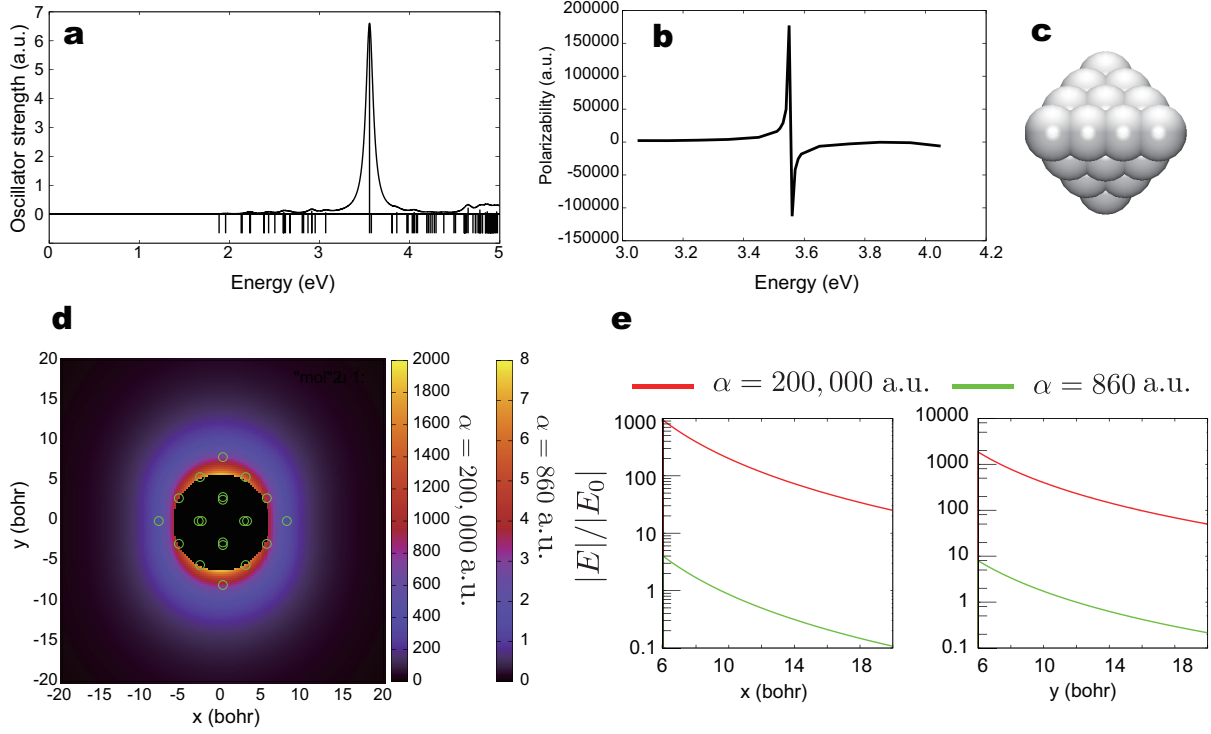 a
Oscillator strength (a.u.)
7
6
5
4
3
2
1
0
0 1 2 3 4 5
Energy (eV)
b
Polarizability (a.u.)
200000
150000
100000
50000
0
-50000
-100000
-150000
3.0 3.2 3.4 3.6 3.8 4.0 4.2
Energy (eV)
c
d
y (bohr)
20
15
10
5
0
-5
-10
-15
-20
-20 -15 -10 -5 0 5 10 15 20
x (bohr)
2000
1800
1600
1400
1200
1000
800
600
400
200
0
α = 200,000 a.u.
8
7
6
5
4
3
2
1
0
α = 860 a.u.
e
α = 200,000 a.u.
α = 860 a.u.
|E|/|E0|
1000
100
10
1
0.1
6 10 14 18
x (bohr)
10000
1000
100
10
1
0.1
6 10 14 18
y (bohr)